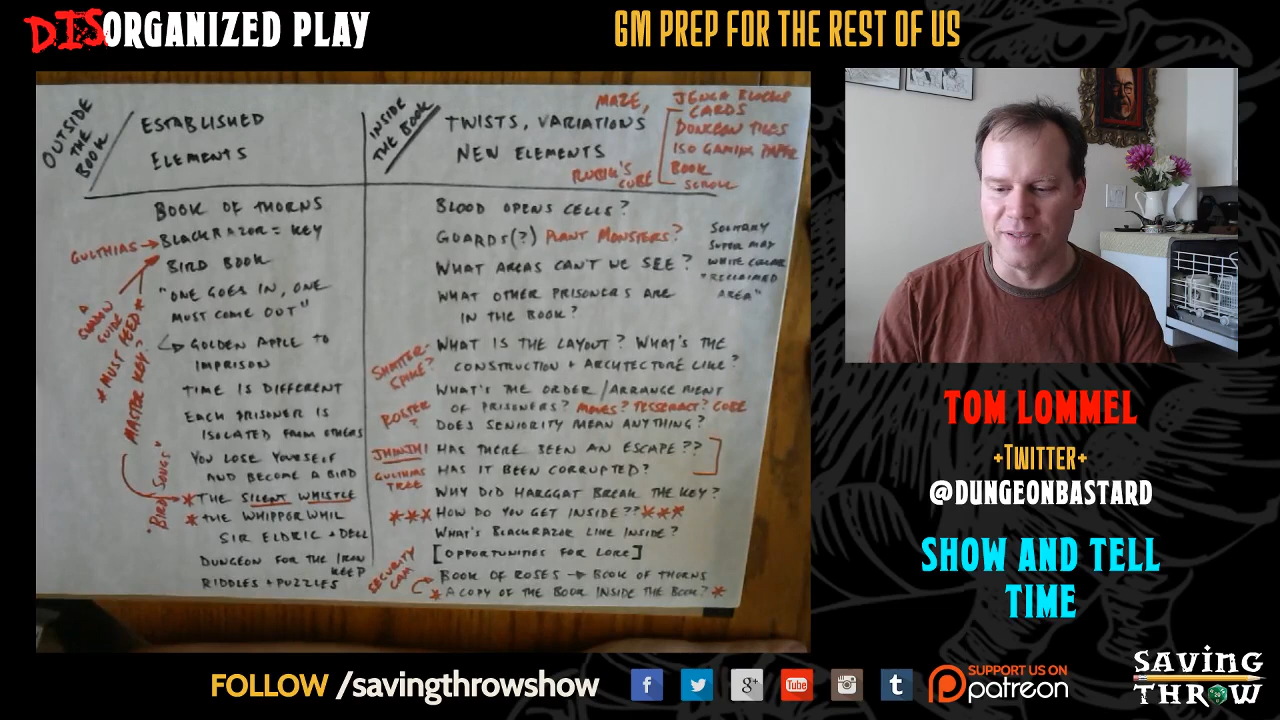 DISORGANIZED PLAY
GM PREP FOR THE REST OF US
OUTSIDE
THE
BOOK
ESTABLISHED
ELEMENTS
BOOK OF THORNS
GULTHIAS → BLACKRAZOR = KEY
BIRD BOOK
"ONE GOES IN, ONE
MUST COME OUT"
GOLDEN APPLE TO
IMPRISON
TIME IS DIFFERENT
EACH PRISONER IS
ISOLATED FROM OTHERS
YOU LOSE YOURSELF
AND BECOME A BIRD
* THE SILENT WHISTLE
* THE WHIPPORWHIL
SIR ELDRIC + DELL
DUNGEON FOR THE IRON
KEEP
RIDDLES + PUZZLES
A
GUIDE
* MUST FEED *
MASTER KEY?
"BIRD SONGS"
INSIDE
THE BOOK
TWISTS, VARIATIONS
NEW ELEMENTS
MAZE,
RUBIK'S
CUBE
JENGA BLOCKS
CARDS
DUNGEON TILES
ISO GAMING PAPER
BOOK
SCROLL
BLOOD OPENS CELLS?
GUARDS(?) PLANT MONSTERS?
WHAT AREAS CAN'T WE SEE?
WHAT OTHER PRISONERS ARE
IN THE BOOK?
SOLITARY
SUPER MAX
WHITE COLLAR
"RECLAIMED
AREA"
WHAT IS THE LAYOUT? WHAT'S THE
CONSTRUCTION + ARCHTECTURE LIKE?
SHATTER-
SPIKE?
WHAT'S THE ORDER / ARRANGEMENT
OF PRISONERS? MOVES? TESSERACT? CUBE
ROSTER
?
DOES SENIORITY MEAN ANYTHING?
HAS THERE BEEN AN ESCAPE??
HAS IT BEEN CORRUPTED?
GULTHIAS
TREE
WHY DID HARGGAT BREAK THE KEY?
*** HOW DO YOU GET INSIDE?? ***
WHAT'S BLACKRAZOR LIKE INSIDE?
[OPPORTUNITIES FOR LORE]
SECURITY
CAM
BOOK OF ROSES → BOOK OF THORNS
* A COPY OF THE BOOK INSIDE THE BOOK? *
TOM LOMMEL
+TWITTER+
@DUNGEONBASTARD
SHOW AND TELL
TIME
FOLLOW /savingthrowshow
f
g+
You
Tube
t
SUPPORT US ON
patreon
SAVING
THROW